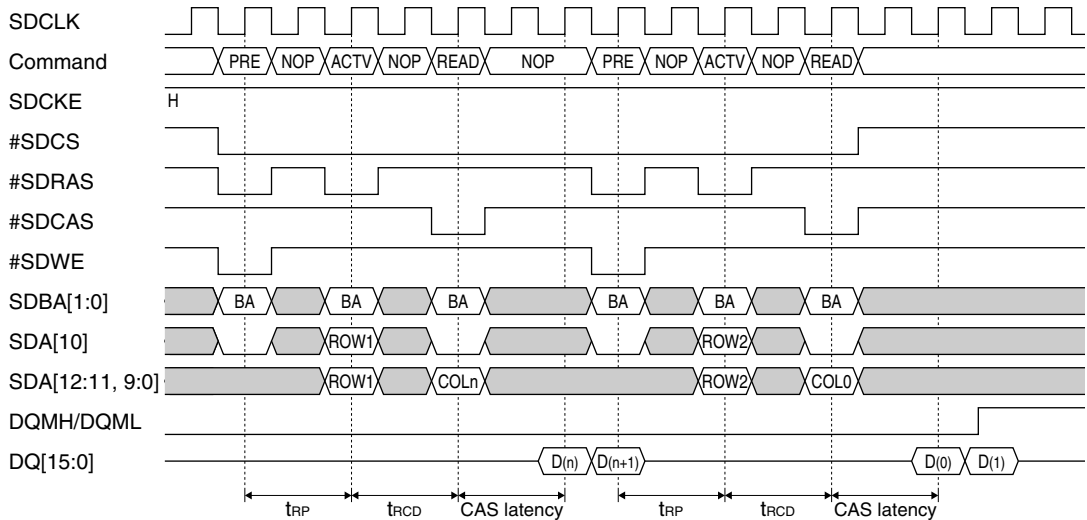 SDCLK
Command PRE NOP ACTV NOP READ NOP PRE NOP ACTV NOP READ
SDCKE H
#SDCS
#SDRAS
#SDCAS
#SDWE
SDBA[1:0] BA BA BA BA BA BA
SDA[10] ROW1 ROW2
SDA[12:11, 9:0] ROW1 COLn ROW2 COL0
DQMH/DQML
DQ[15:0] D(n) D(n+1) D(0) D(1)
tRP tRCD CAS latency tRP tRCD CAS latency